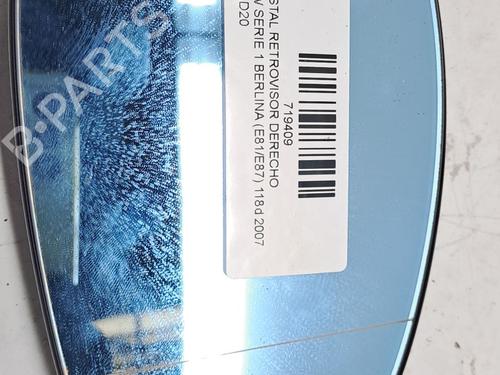 719409
STAL RETROVISOR DERECHO
V SERIE 1 BERLINA (E81/E87) 118d 2007
D20
B-PARTS